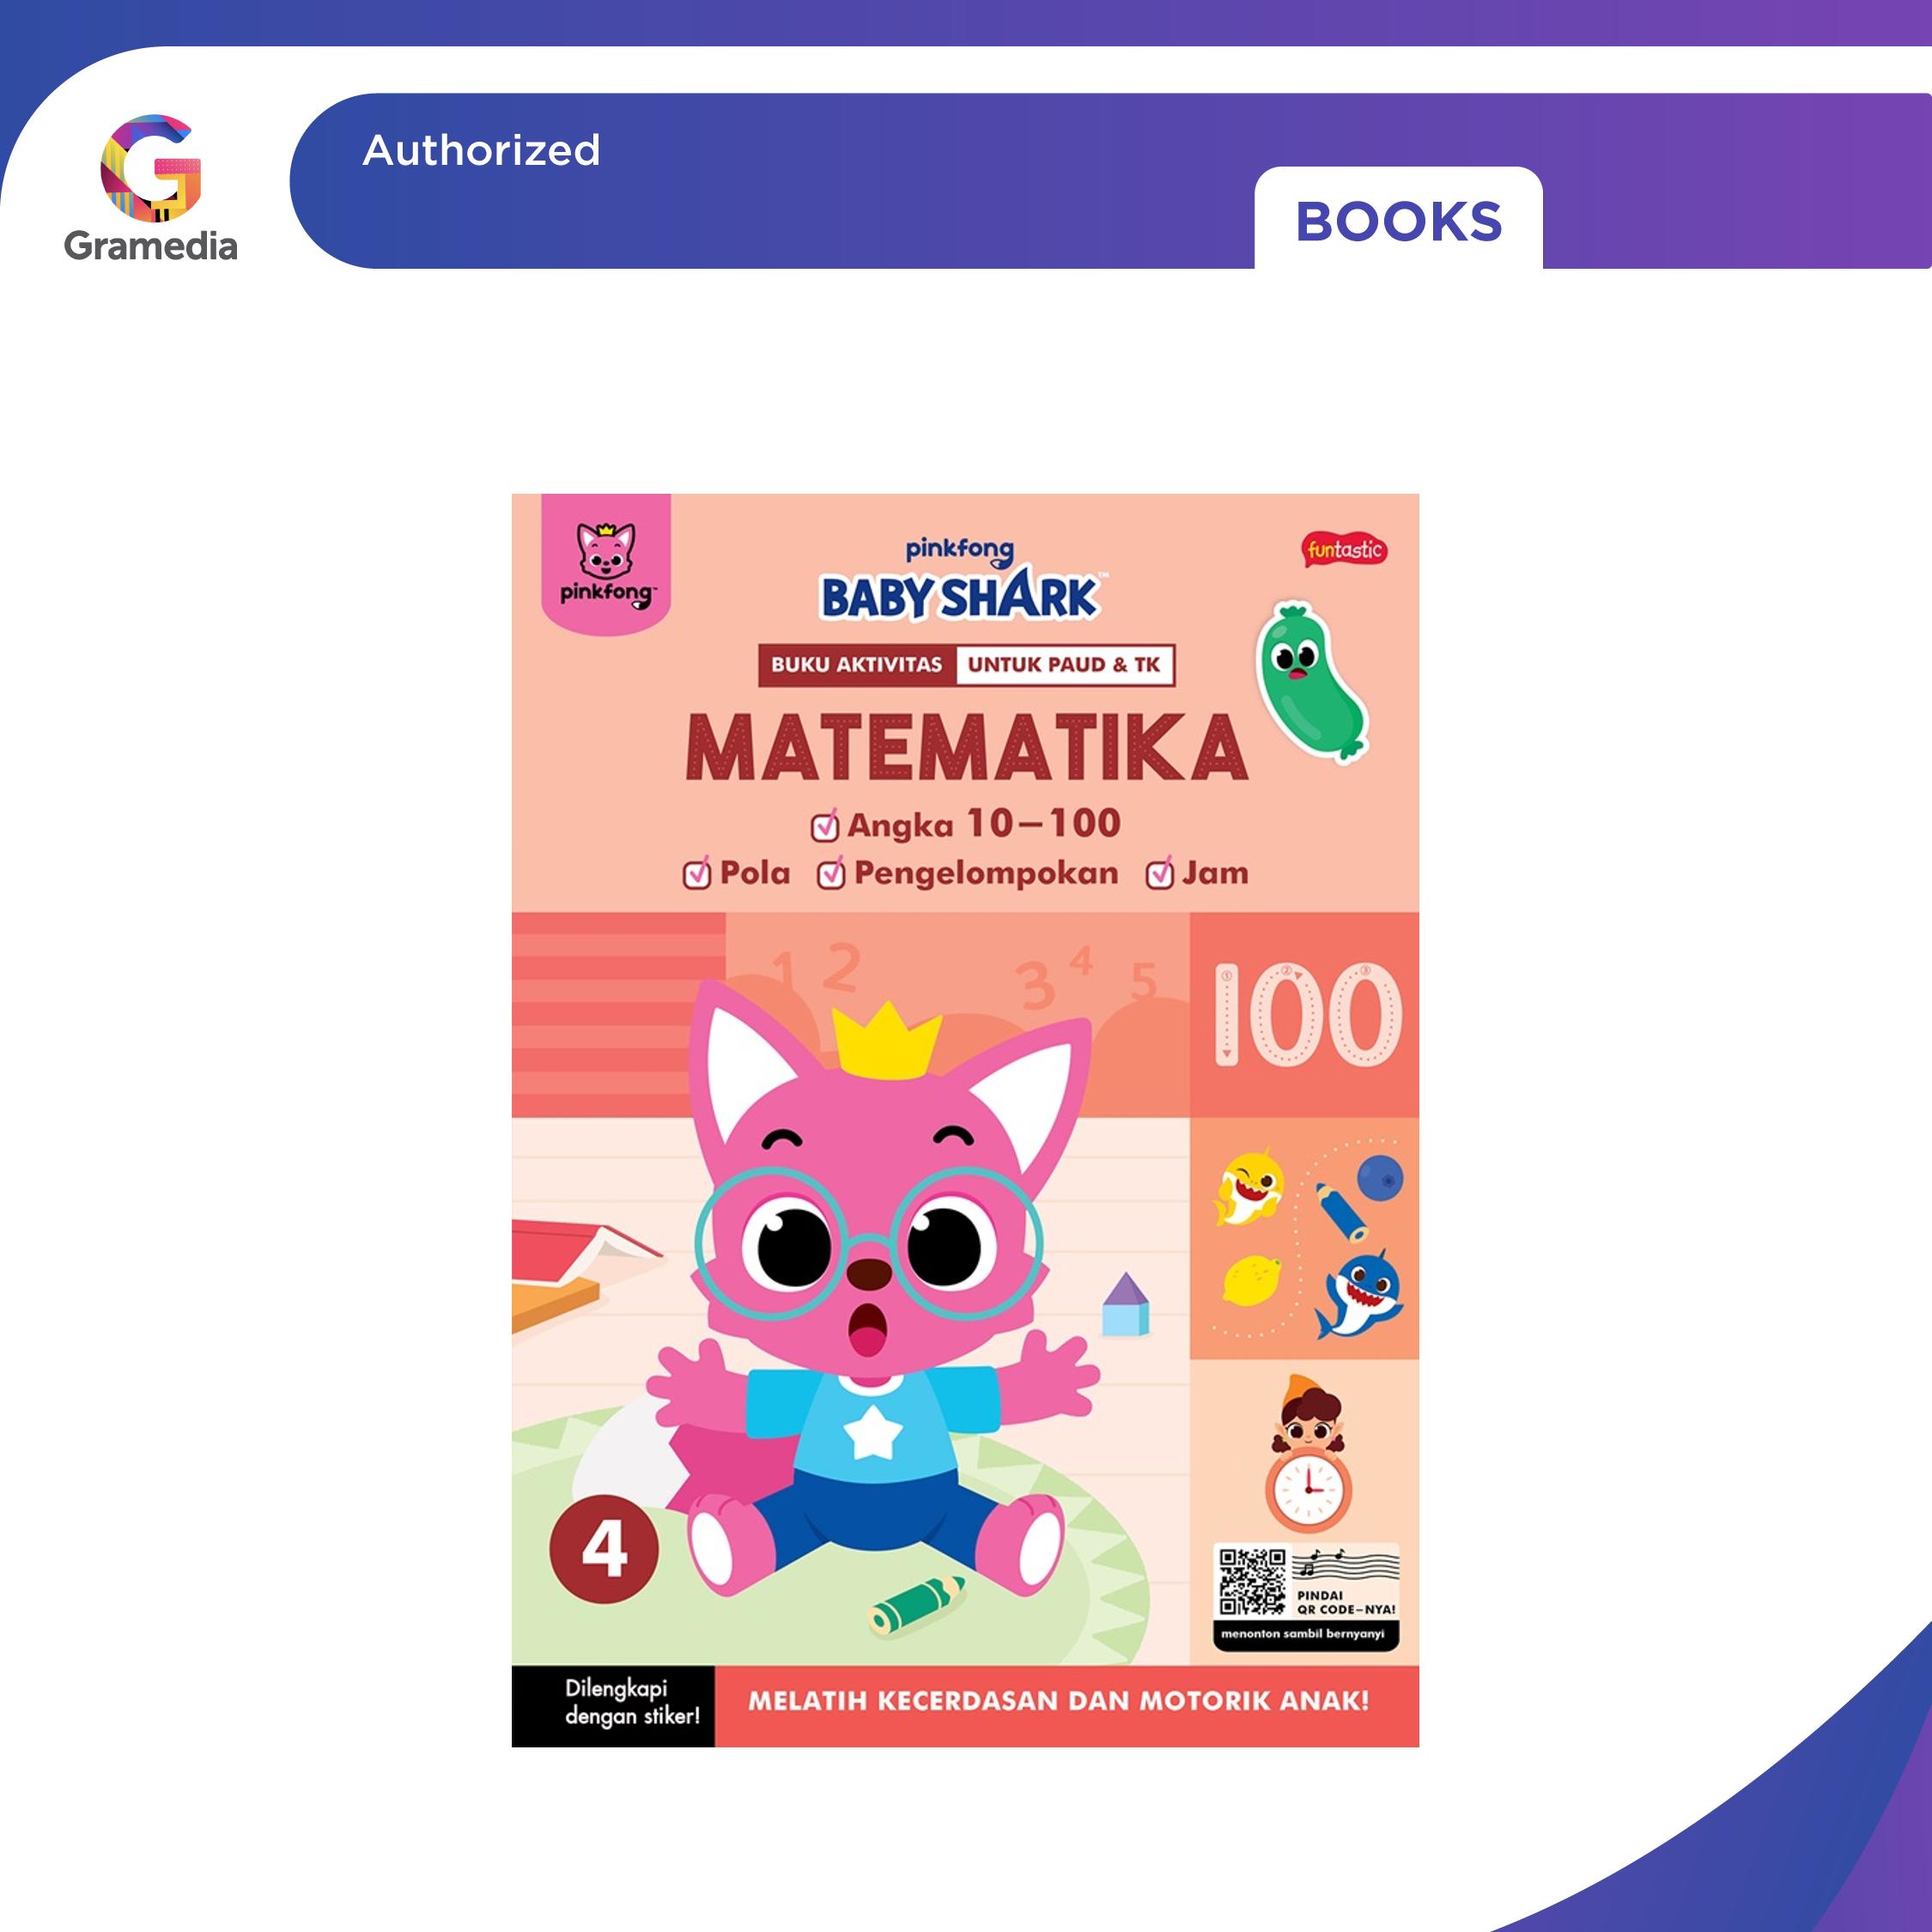 Authorized
Gramedia
BOOKS
pinkfong™
pinkfong
BABY SHARK™
funtastic
BUKU AKTIVITAS UNTUK PAUD & TK
MATEMATIKA
Angka 10–100
Pola Pengelompokan Jam
1 2 3 4 5
100
4
PINDAI
QR CODE–NYA!
menonton sambil bernyanyi
Dilengkapi
dengan stiker!
MELATIH KECERDASAN DAN MOTORIK ANAK!